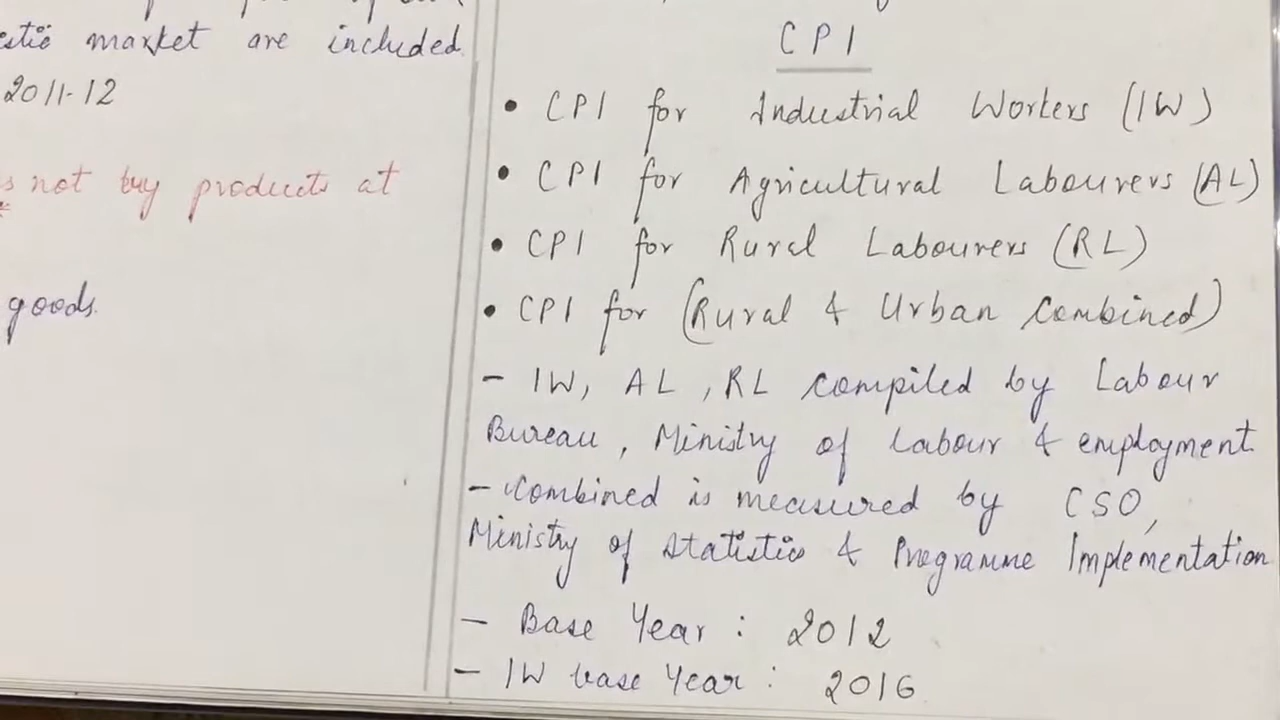 market are included
2011-12
not buy products at
goods.
CPI
• CPI for Industrial Workers (IW)
• CPI for Agricultural Labourers (AL)
• CPI for Rural Labourers (RL)
• CPI for (Rural & Urban Combined)
- IW, AL, RL compiled by Labour
Bureau, Ministry of Labour & employment
- Combined is measured by CSO,
Ministry of Statistics & Programme Implementation
- Base Year : 2012
- IW base Year : 2016